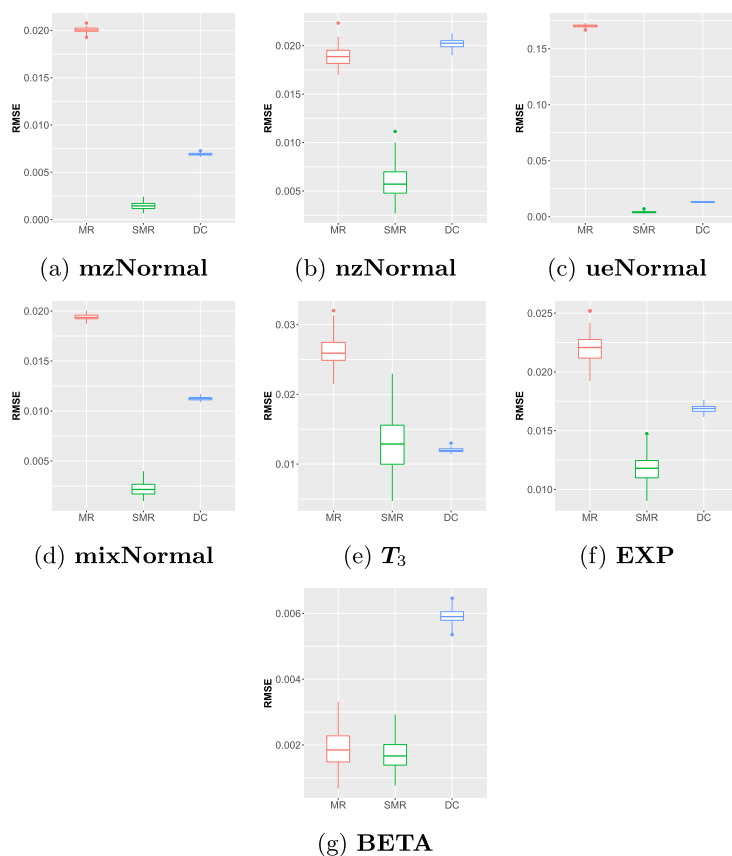 RMSE
0.020
0.015
0.010
0.005
0.000
MR SMR DC
(a) mzNormal
RMSE
0.020
0.015
0.010
0.005
MR SMR DC
(b) nzNormal
RMSE
0.15
0.10
0.05
0.00
MR SMR DC
(c) ueNormal
RMSE
0.020
0.015
0.010
0.005
MR SMR DC
(d) mixNormal
RMSE
0.03
0.02
0.01
MR SMR DC
(e) T₃
RMSE
0.025
0.020
0.015
0.010
MR SMR DC
(f) EXP
RMSE
0.006
0.004
0.002
MR SMR DC
(g) BETA